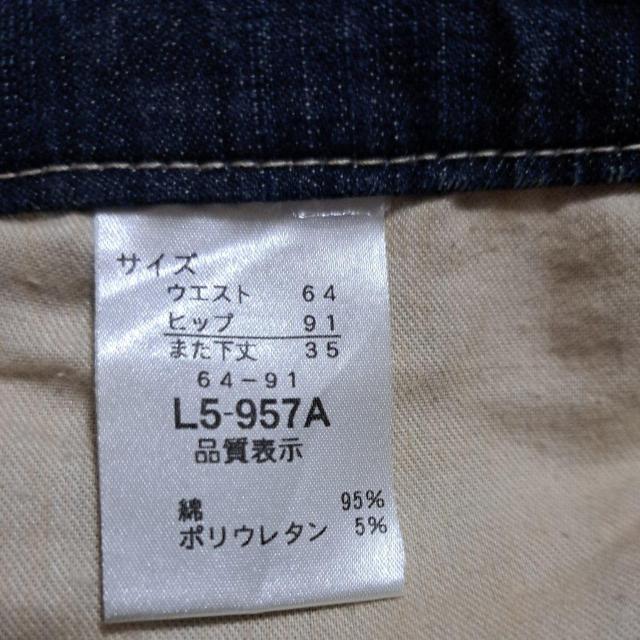 サイズ
ウエスト 64
ヒップ 91
また下丈 35
64-91
L5-957A
品質表示
綿 95%
ポリウレタン 5%